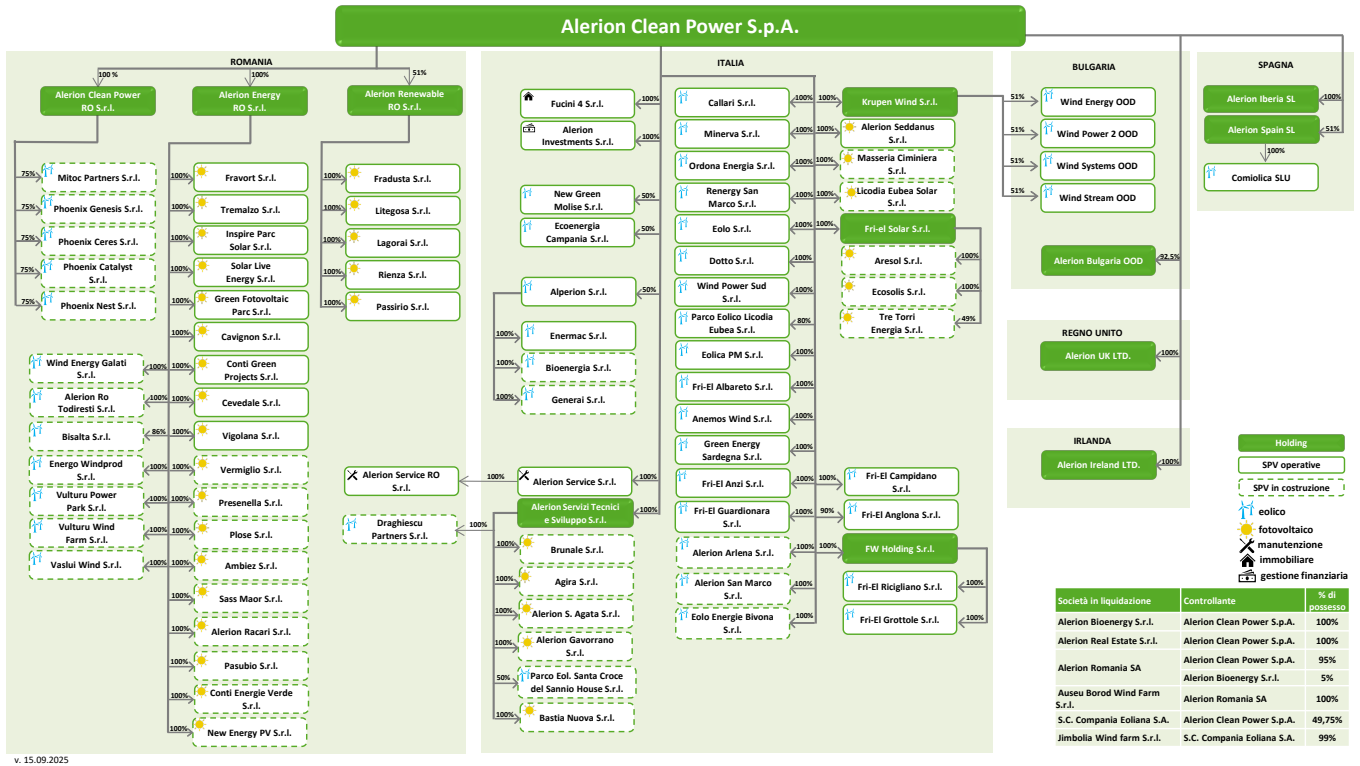 Alerion Clean Power S.p.A.
ROMANIA
100 %
100%
51%
Alerion Clean Power
RO S.r.l.
Alerion Energy
RO S.r.l.
Alerion Renewable
RO S.r.l.
75%
Mitoc Partners S.r.l.
75%
Phoenix Genesis S.r.l.
75%
Phoenix Ceres S.r.l.
75%
Phoenix Catalyst
S.r.l.
75%
Phoenix Nest S.r.l.
100%
Fravort S.r.l.
100%
Tremalzo S.r.l.
100%
Inspire Parc
Solar S.r.l.
100%
Solar Live
Energy S.r.l.
100%
Green Fotovoltaic
Parc S.r.l.
100%
Cavignon S.r.l.
100%
Conti Green
Projects S.r.l.
100%
Cevedale S.r.l.
100%
Vigolana S.r.l.
100%
Vermiglio S.r.l.
100%
Presenella S.r.l.
100%
Plose S.r.l.
100%
Ambiez S.r.l.
100%
Sass Maor S.r.l.
100%
Alerion Racari S.r.l.
100%
Pasubio S.r.l.
100%
Conti Energie Verde
S.r.l.
100%
New Energy PV S.r.l.
Wind Energy Galati
S.r.l.
100%
Alerion Ro
Todiresti S.r.l.
100%
Bisalta S.r.l.
86%
Energo Windprod
S.r.l.
100%
Vulturu Power
Park S.r.l.
100%
Vulturu Wind
Farm S.r.l.
100%
Vaslui Wind S.r.l.
100%
100%
Fradusta S.r.l.
100%
Litegosa S.r.l.
100%
Lagorai S.r.l.
100%
Rienza S.r.l.
100%
Passirio S.r.l.
ITALIA
Fucini 4 S.r.l.
100%
Alerion
Investments S.r.l.
100%
New Green
Molise S.r.l.
50%
Ecoenergia
Campania S.r.l.
50%
Alperion S.r.l.
50%
100%
Enermac S.r.l.
100%
Bioenergia S.r.l.
100%
Generai S.r.l.
Alerion Service RO
S.r.l.
100%
Alerion Service S.r.l.
100%
Alerion Servizi Tecnici
e Sviluppo S.r.l.
100%
Draghiescu
Partners S.r.l.
100%
100%
Brunale S.r.l.
100%
Agira S.r.l.
100%
Alerion S. Agata S.r.l.
100%
Alerion Gavorrano
S.r.l.
50%
Parco Eol. Santa Croce
del Sannio House S.r.l.
100%
Bastia Nuova S.r.l.
Callari S.r.l.
100%
Minerva S.r.l.
100%
Ordona Energia S.r.l.
100%
Renergy San
Marco S.r.l.
100%
Eolo S.r.l.
100%
Dotto S.r.l.
100%
Wind Power Sud
S.r.l.
100%
Parco Eolico Licodia
Eubea S.r.l.
80%
Eolica PM S.r.l.
100%
Fri-El Albareto S.r.l.
100%
Anemos Wind S.r.l.
100%
Green Energy
Sardegna S.r.l.
100%
Fri-El Anzi S.r.l.
100%
Fri-El Guardionara
S.r.l.
100%
Alerion Arlena S.r.l.
100%
Alerion San Marco
S.r.l.
100%
Eolo Energie Bivona
S.r.l.
100%
100%
Krupen Wind S.r.l.
100%
Alerion Seddanus
S.r.l.
100%
Masseria Ciminiera
S.r.l.
100%
Licodia Eubea Solar
S.r.l.
100%
Fri-el Solar S.r.l.
Aresol S.r.l.
100%
Ecosolis S.r.l.
100%
Tre Torri
Energia S.r.l.
49%
100%
Fri-El Campidano
S.r.l.
90%
Fri-El Anglona S.r.l.
100%
FW Holding S.r.l.
Fri-El Ricigliano S.r.l.
100%
Fri-El Grottole S.r.l.
100%
BULGARIA
51%
Wind Energy OOD
51%
Wind Power 2 OOD
51%
Wind Systems OOD
51%
Wind Stream OOD
Alerion Bulgaria OOD
92.5%
REGNO UNITO
Alerion UK LTD.
100%
IRLANDA
Alerion Ireland LTD.
100%
SPAGNA
Alerion Iberia SL
100%
Alerion Spain SL
51%
100%
Comiolica SLU
Holding
SPV operative
SPV in costruzione
eolico
fotovoltaico
manutenzione
immobiliare
gestione finanziaria
Società in liquidazione Controllante % di possesso
Alerion Bioenergy S.r.l. Alerion Clean Power S.p.A. 100%
Alerion Real Estate S.r.l. Alerion Clean Power S.p.A. 100%
Alerion Romania SA Alerion Clean Power S.p.A. 95%
Alerion Bioenergy S.r.l. 5%
Auseu Borod Wind Farm S.r.l. Alerion Romania SA 100%
S.C. Compania Eoliana S.A. Alerion Clean Power S.p.A. 49,75%
Jimbolia Wind farm S.r.l. S.C. Compania Eoliana S.A. 99%
v. 15.09.2025